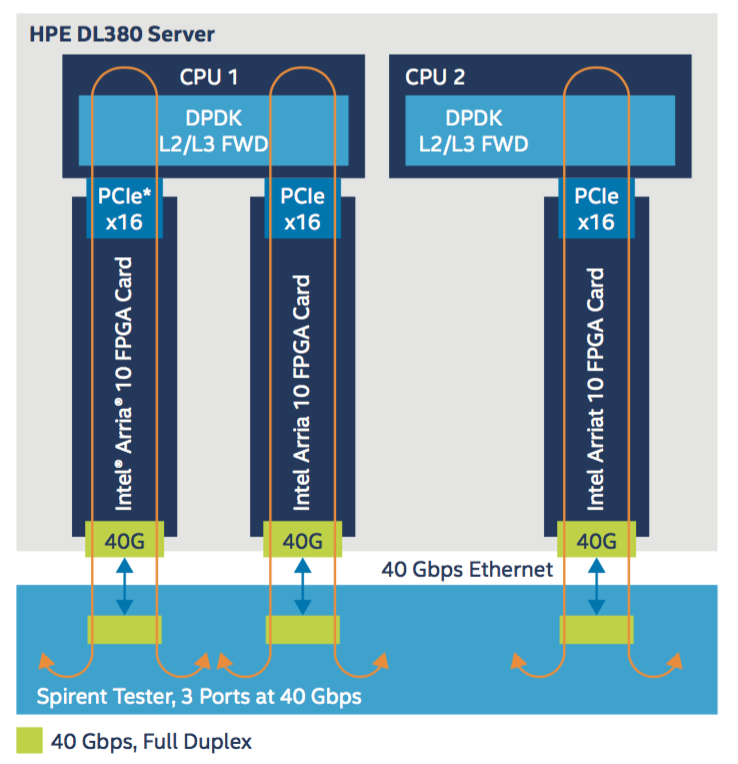 HPE DL380 Server
CPU 1
DPDK
L2/L3 FWD
CPU 2
DPDK
L2/L3 FWD
PCIe*
x16
PCIe
x16
PCIe
x16
Intel® Arria® 10 FPGA Card
Intel Arria 10 FPGA Card
Intel Arriat 10 FPGA Card
40G
40G
40G
40 Gbps Ethernet
Spirent Tester, 3 Ports at 40 Gbps
40 Gbps, Full Duplex